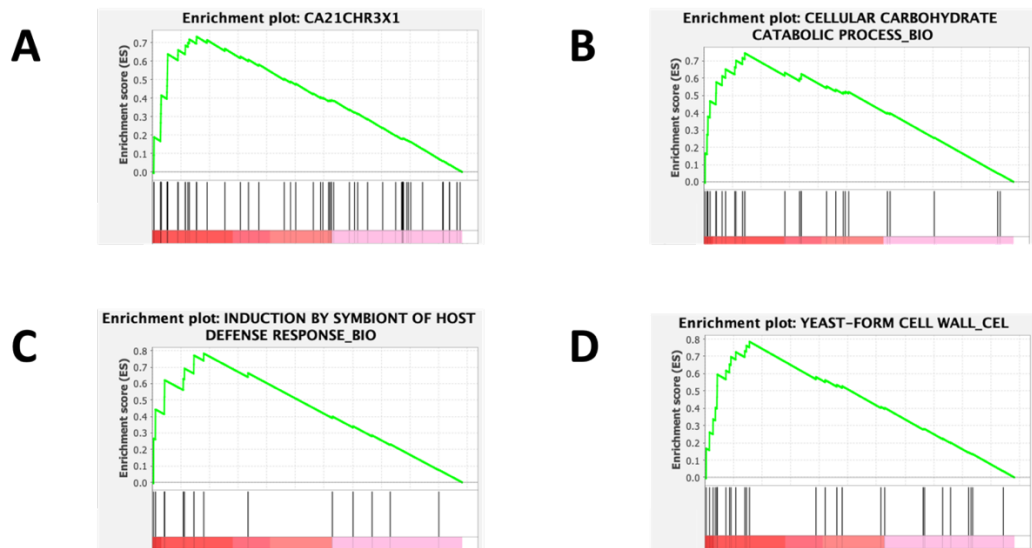 A
Enrichment plot: CA21CHR3X1
Enrichment score (ES)
0.7
0.6
0.5
0.4
0.3
0.2
0.1
0.0
B
Enrichment plot: CELLULAR CARBOHYDRATE
CATABOLIC PROCESS_BIO
Enrichment score (ES)
0.7
0.6
0.5
0.4
0.3
0.2
0.1
0.0
C
Enrichment plot: INDUCTION BY SYMBIONT OF HOST
DEFENSE RESPONSE_BIO
Enrichment score (ES)
0.8
0.7
0.6
0.5
0.4
0.3
0.2
0.1
0.0
D
Enrichment plot: YEAST-FORM CELL WALL_CEL
Enrichment score (ES)
0.8
0.7
0.6
0.5
0.4
0.3
0.2
0.1
0.0